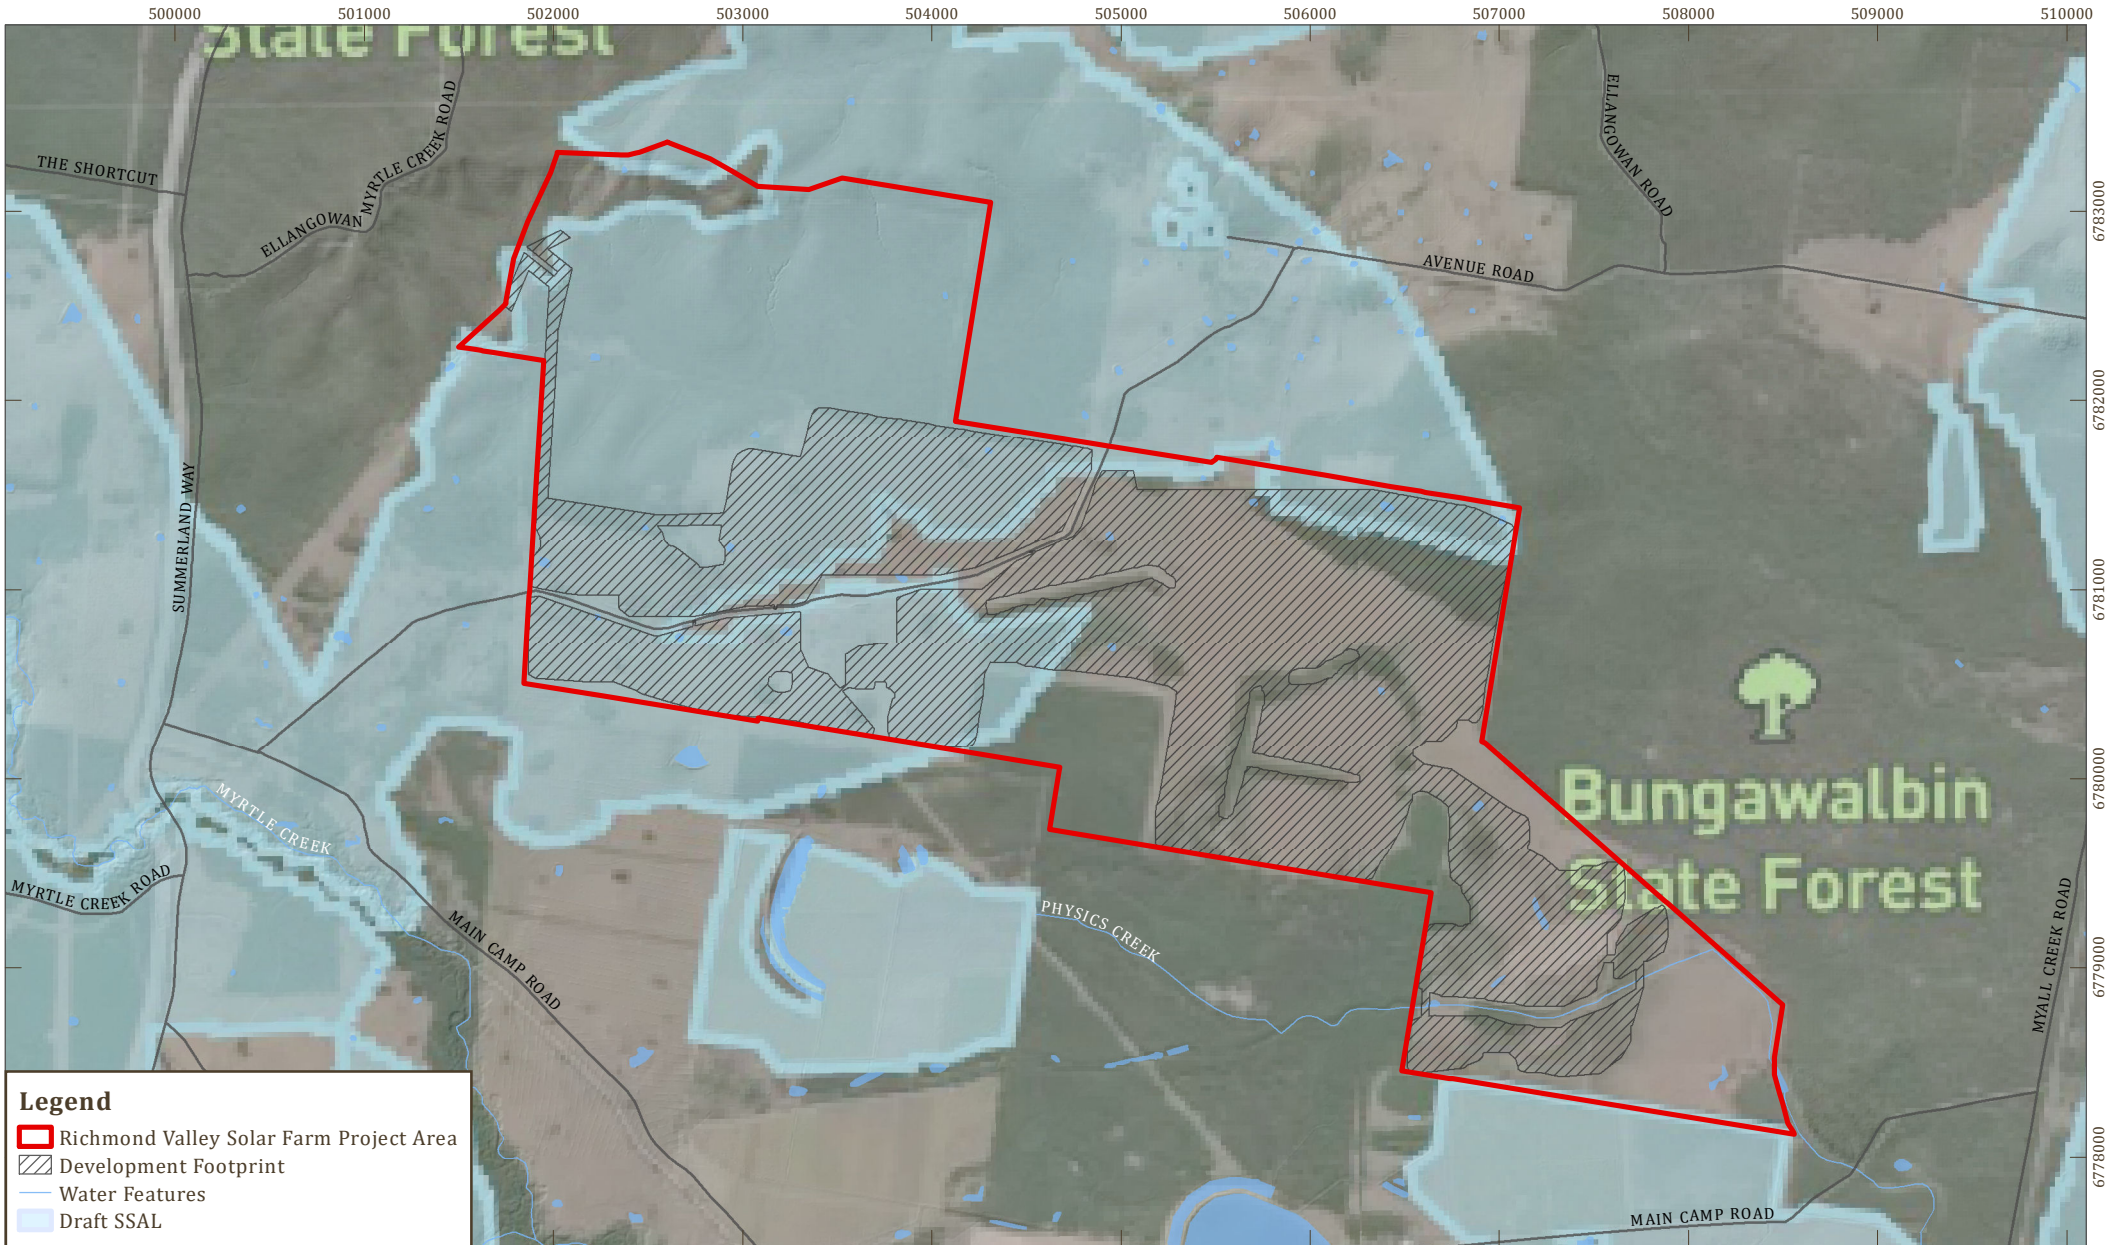 500000 501000 502000 503000 504000 505000 506000 507000 508000 509000 510000
State Forest
THE SHORTCUT
ELLANGOWAN MYRTLE CREEK ROAD
ELLANGOWAN ROAD
AVENUE ROAD
6783000
6782000
SUMMERLAND WAY
6781000
Bungawalbin
State Forest
6780000
MYRTLE CREEK
MYRTLE CREEK ROAD
MAIN CAMP ROAD
PHYSICS CREEK
MYALL CREEK ROAD
6779000
6778000
MAIN CAMP ROAD
Legend
Richmond Valley Solar Farm Project Area
Development Footprint
Water Features
Draft SSAL